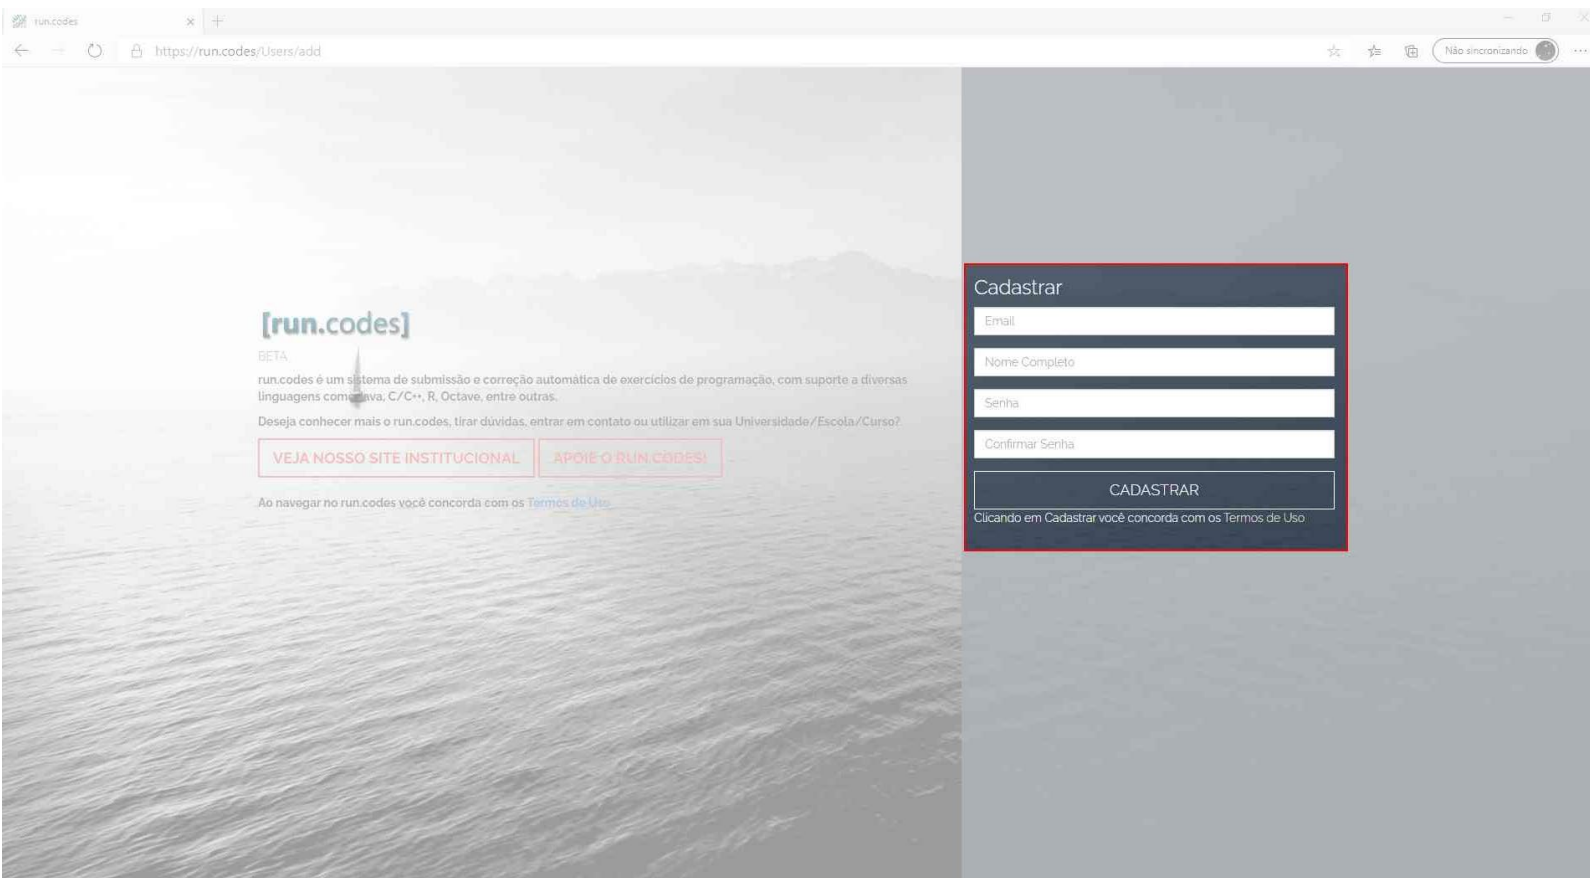 run.codes
https://run.codes/Users/add
Não sincronizando
[run.codes]
BETA
run.codes é um sistema de submissão e correção automática de exercícios de programação, com suporte a diversas
linguagens como Java, C/C++, R, Octave, entre outras.
Deseja conhecer mais o run.codes, tirar dúvidas, entrar em contato ou utilizar em sua Universidade/Escola/Curso?
VEJA NOSSO SITE INSTITUCIONAL
APOIE O RUN.CODES!
Ao navegar no run.codes você concorda com os Termos de Uso
Cadastrar
Email
Nome Completo
Senha
Confirmar Senha
CADASTRAR
Clicando em Cadastrar você concorda com os Termos de Uso